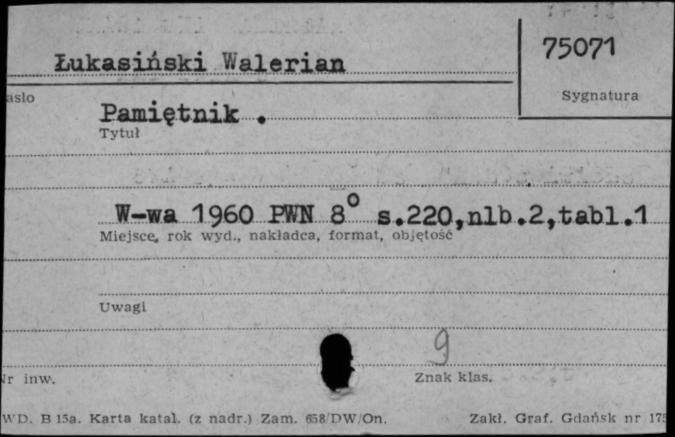 Łukasiński Walerian
75071
asło
Sygnatura
Pamiętnik .
Tytuł
W-wa 1960 PWN 8° s.220,nlb.2,tabl.1
Miejsce, rok wyd., nakładca, format, objętość
Uwagi
9
Nr inw.
Znak klas.
WD. B 15a. Karta katal. (z nadr.) Zam. 658/DW/On.
Zakł. Graf. Gdańsk nr 175